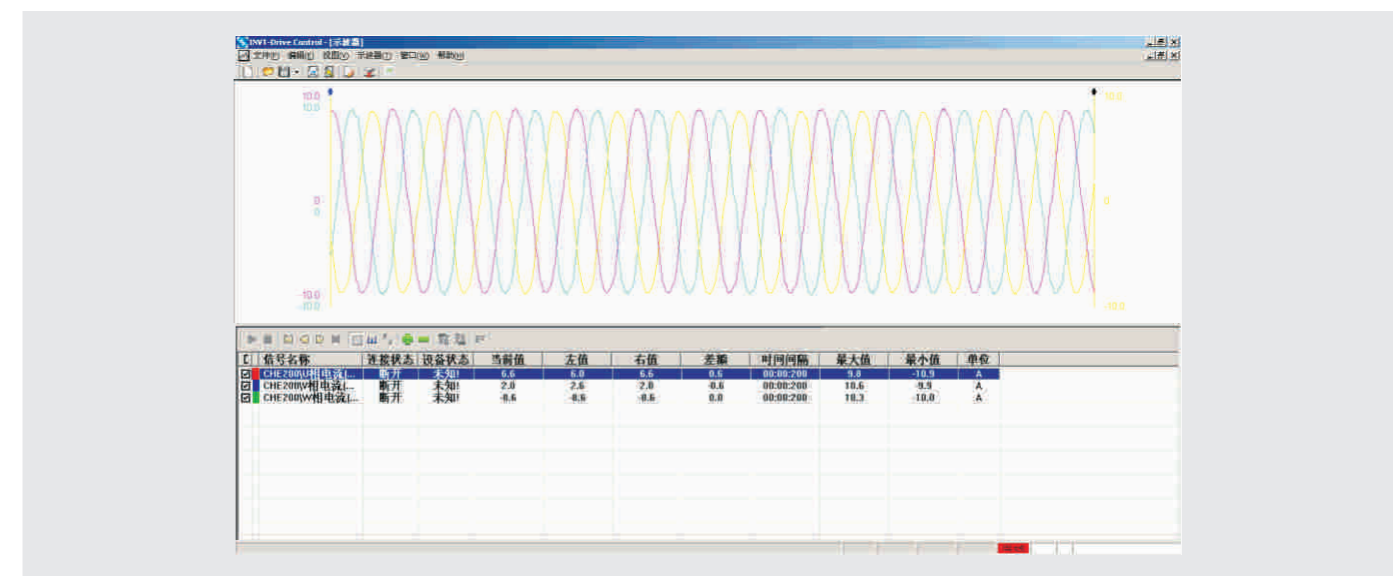 INVT-Drive Control - [示波器]
文件(F) 编辑(E) 视图(V) 示波器(T) 窗口(W) 帮助(H)
10.0
10.0
10.0
0
0
0
-10.0
-10.0
-10.0
信号名称 连接状态 设备状态 当前值 左值 右值 差值 时间间隔 最大值 最小值 单位
CHE200\U相电流(... 断开 未知! 6.6 6.0 6.6 0.6 00:00:200 9.8 -10.9 A
CHE200\V相电流(... 断开 未知! 2.0 2.6 2.0 -0.6 00:00:200 10.6 -9.9 A
CHE200\W相电流(... 断开 未知! -8.6 -8.6 -8.6 0.0 00:00:200 10.3 -10.0 A